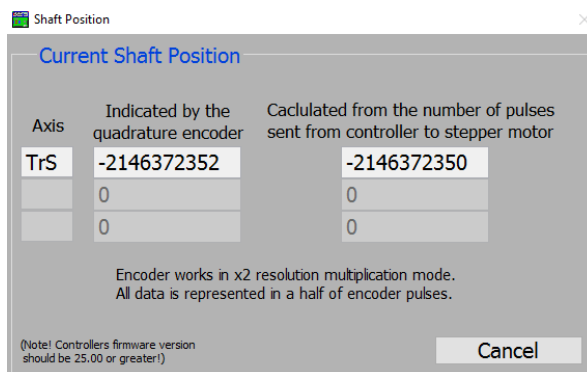 Shaft Position
Current Shaft Position
Axis
Indicated by the
quadrature encoder
Caclulated from the number of pulses
sent from controller to stepper motor
TrS -2146372352 -2146372350
0 0
0 0
Encoder works in x2 resolution multiplication mode.
All data is represented in a half of encoder pulses.
(Note! Controllers firmware version
should be 25.00 or greater!)
Cancel